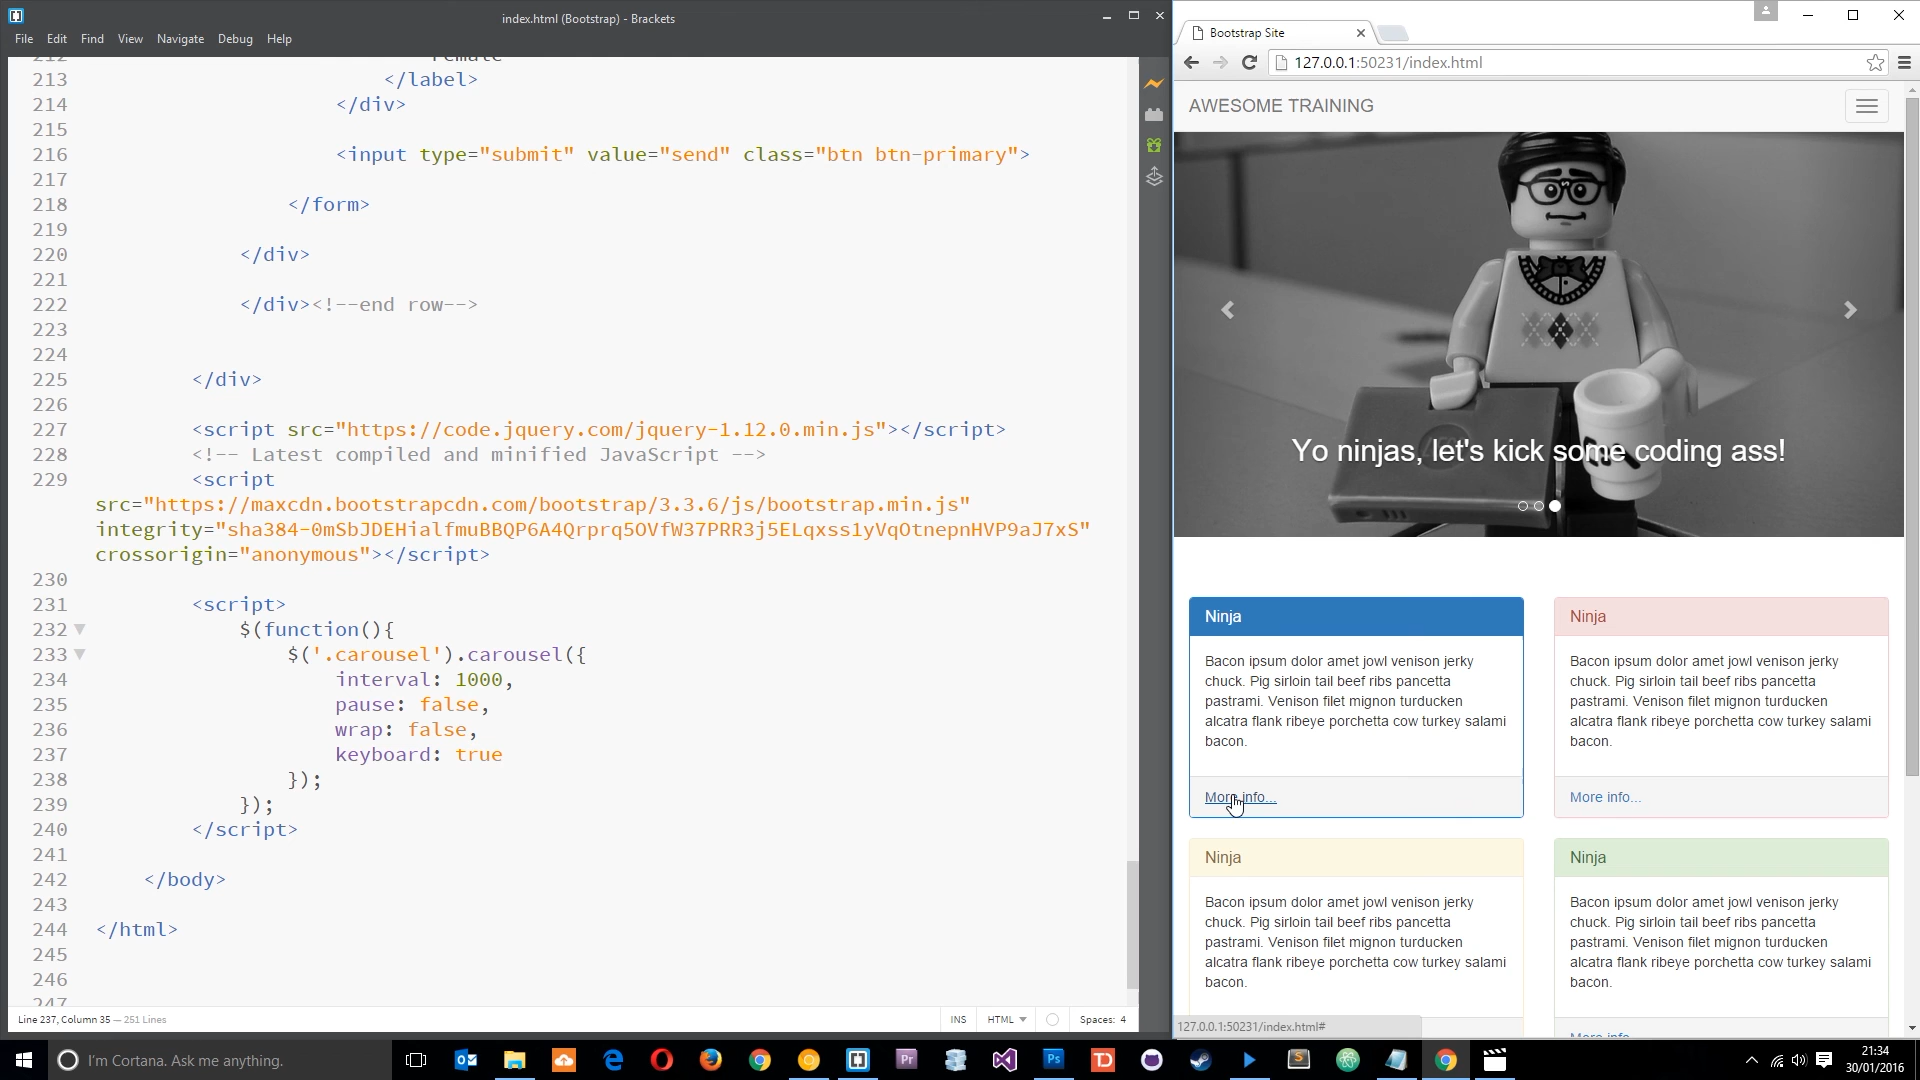 index.html (Bootstrap) - Brackets
File Edit Find View Navigate Debug Help
212 Female
213 </label>
214 </div>
215
216 <input type="submit" value="send" class="btn btn-primary">
217
218 </form>
219
220 </div>
221
222 </div><!--end row-->
223
224
225 </div>
226
227 <script src="https://code.jquery.com/jquery-1.12.0.min.js"></script>
228 <!-- Latest compiled and minified JavaScript -->
229 <script
src="https://maxcdn.bootstrapcdn.com/bootstrap/3.3.6/js/bootstrap.min.js"
integrity="sha384-0mSbJDEHialfmuBBQP6A4Qrprq5OVfW37PRR3j5ELqxss1yVqOtnepnHVP9aJ7xS"
crossorigin="anonymous"></script>
230
231 <script>
232 $(function(){
233 $('.carousel').carousel({
234 interval: 1000,
235 pause: false,
236 wrap: false,
237 keyboard: true
238 });
239 });
240 </script>
241
242 </body>
243
244 </html>
245
246
247
Line 237, Column 35 — 251 Lines
INS HTML Spaces: 4
Bootstrap Site
127.0.0.1:50231/index.html
AWESOME TRAINING
Yo ninjas, let's kick some coding ass!
Ninja
Bacon ipsum dolor amet jowl venison jerky
chuck. Pig sirloin tail beef ribs pancetta
pastrami. Venison filet mignon turducken
alcatra flank ribeye porchetta cow turkey salami
bacon.
More info...
Ninja
Bacon ipsum dolor amet jowl venison jerky
chuck. Pig sirloin tail beef ribs pancetta
pastrami. Venison filet mignon turducken
alcatra flank ribeye porchetta cow turkey salami
bacon.
More info...
Ninja
Bacon ipsum dolor amet jowl venison jerky
chuck. Pig sirloin tail beef ribs pancetta
pastrami. Venison filet mignon turducken
alcatra flank ribeye porchetta cow turkey salami
bacon.
Ninja
Bacon ipsum dolor amet jowl venison jerky
chuck. Pig sirloin tail beef ribs pancetta
pastrami. Venison filet mignon turducken
alcatra flank ribeye porchetta cow turkey salami
bacon.
More info...
127.0.0.1:50231/index.html#
I'm Cortana. Ask me anything.
Pr
Ps
TD
S
21:34
30/01/2016